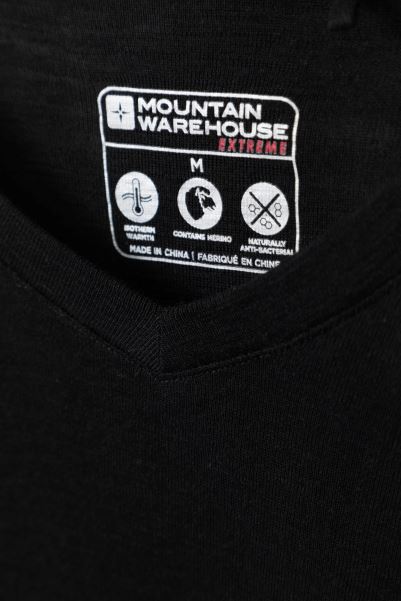 MOUNTAIN
WAREHOUSE
EXTREME
M
ISOTHERM
WARMTH
CONTAINS MERINO
NATURALLY
ANTI-BACTERIAL
MADE IN CHINA | FABRIQUÉ EN CHINE